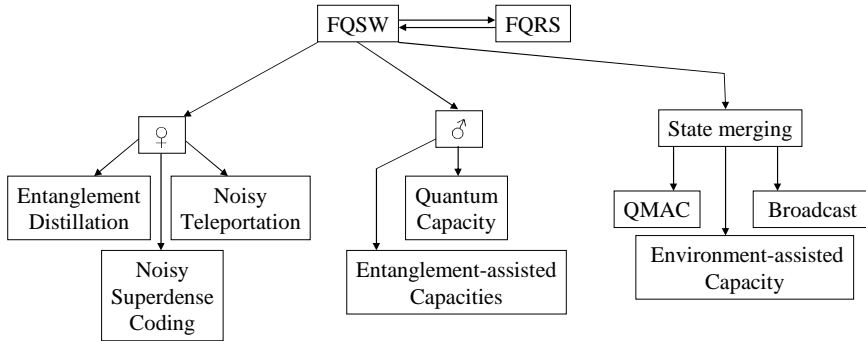 FQSW
FQRS
♀
♂
State merging
Entanglement
Distillation
Noisy
Teleportation
Quantum
Capacity
QMAC
Broadcast
Noisy
Superdense
Coding
Entanglement-assisted
Capacities
Environment-assisted
Capacity